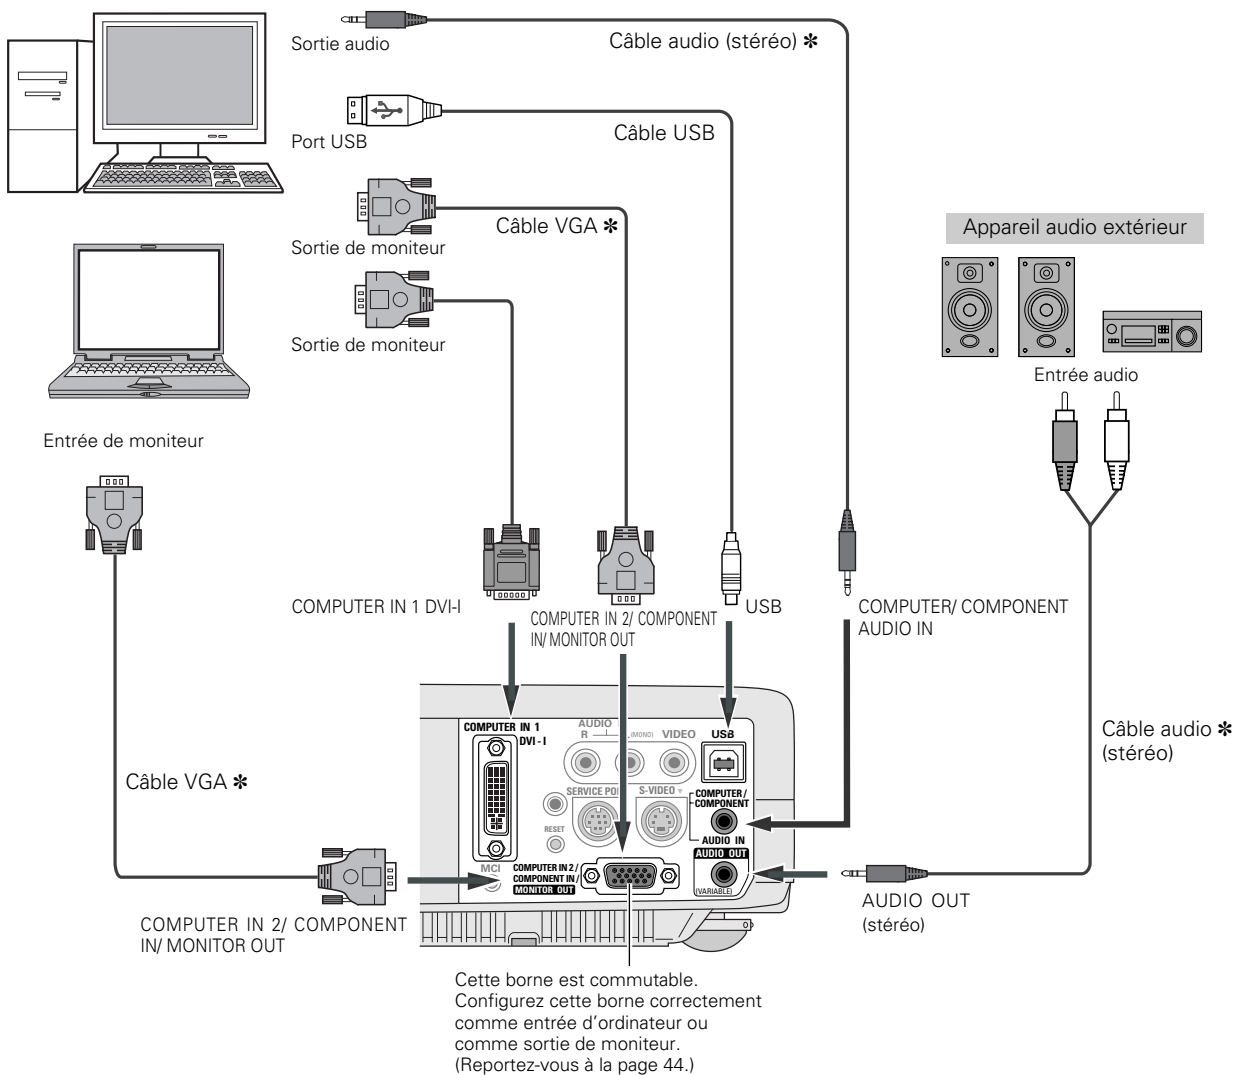 Sortie audio
Câble audio (stéréo) ✻
Port USB
Câble USB
Câble VGA ✻
Sortie de moniteur
Sortie de moniteur
Appareil audio extérieur
Entrée audio
Entrée de moniteur
COMPUTER IN 1 DVI-I
COMPUTER IN 2/ COMPONENT
IN/ MONITOR OUT
USB
COMPUTER/ COMPONENT
AUDIO IN
COMPUTER IN 1
DVI - I
AUDIO
R
(MONO)
VIDEO
USB
SERVICE PO
S-VIDEO
COMPUTER /
COMPONENT
AUDIO IN
RESET
MCI
COMPUTER IN 2 /
COMPONENT IN /
MONITOR OUT
AUDIO OUT
(VARIABLE)
Câble VGA ✻
Câble audio ✻
(stéréo)
AUDIO OUT
(stéréo)
COMPUTER IN 2/ COMPONENT
IN/ MONITOR OUT
Cette borne est commutable.
Configurez cette borne correctement
comme entrée d’ordinateur ou
comme sortie de moniteur.
(Reportez-vous à la page 44.)